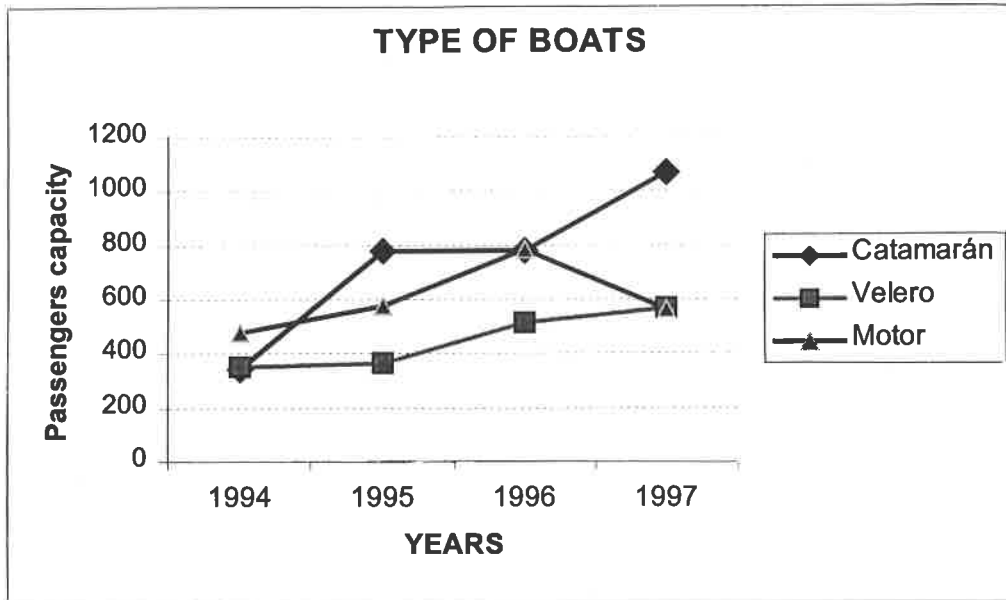 TYPE OF BOATS
1200
1000
800
600
400
200
0
Passengers capacity
1994 1995 1996 1997
YEARS
Catamarán
Velero
Motor